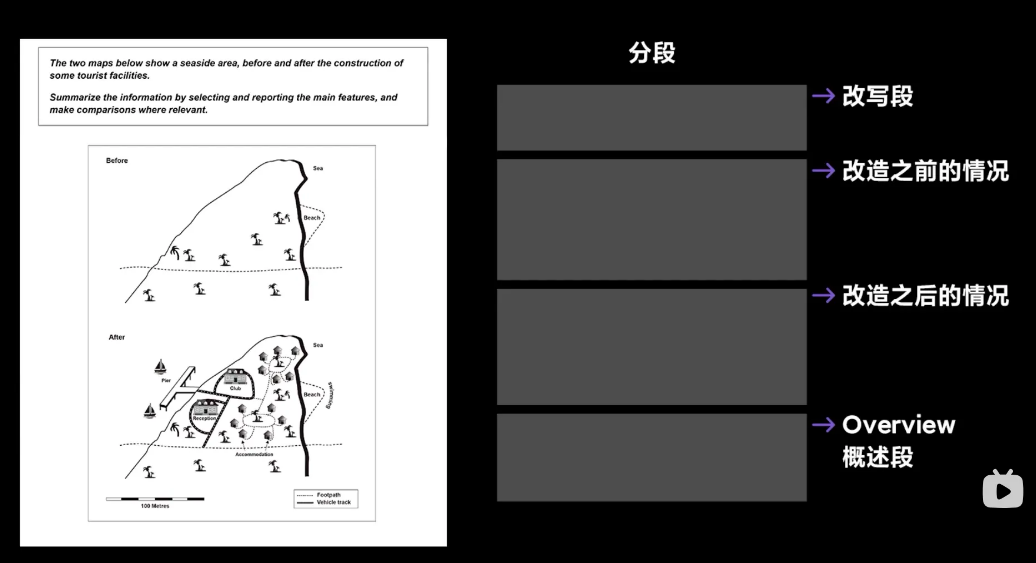 The two maps below show a seaside area, before and after the construction of
some tourist facilities.
Summarize the information by selecting and reporting the main features, and
make comparisons where relevant.
Before
Sea
Beach
After
Sea
Pier
Club
Beach
swimming
Reception
Accommodation
Footpath
Vehicle track
100 Metres
分段
改写段
改造之前的情况
改造之后的情况
Overview
概述段